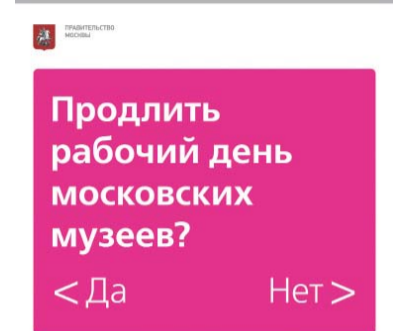 ПРАВИТЕЛЬСТВО
МОСКВЫ
Продлить
рабочий день
московских
музеев?
< Да Нет >